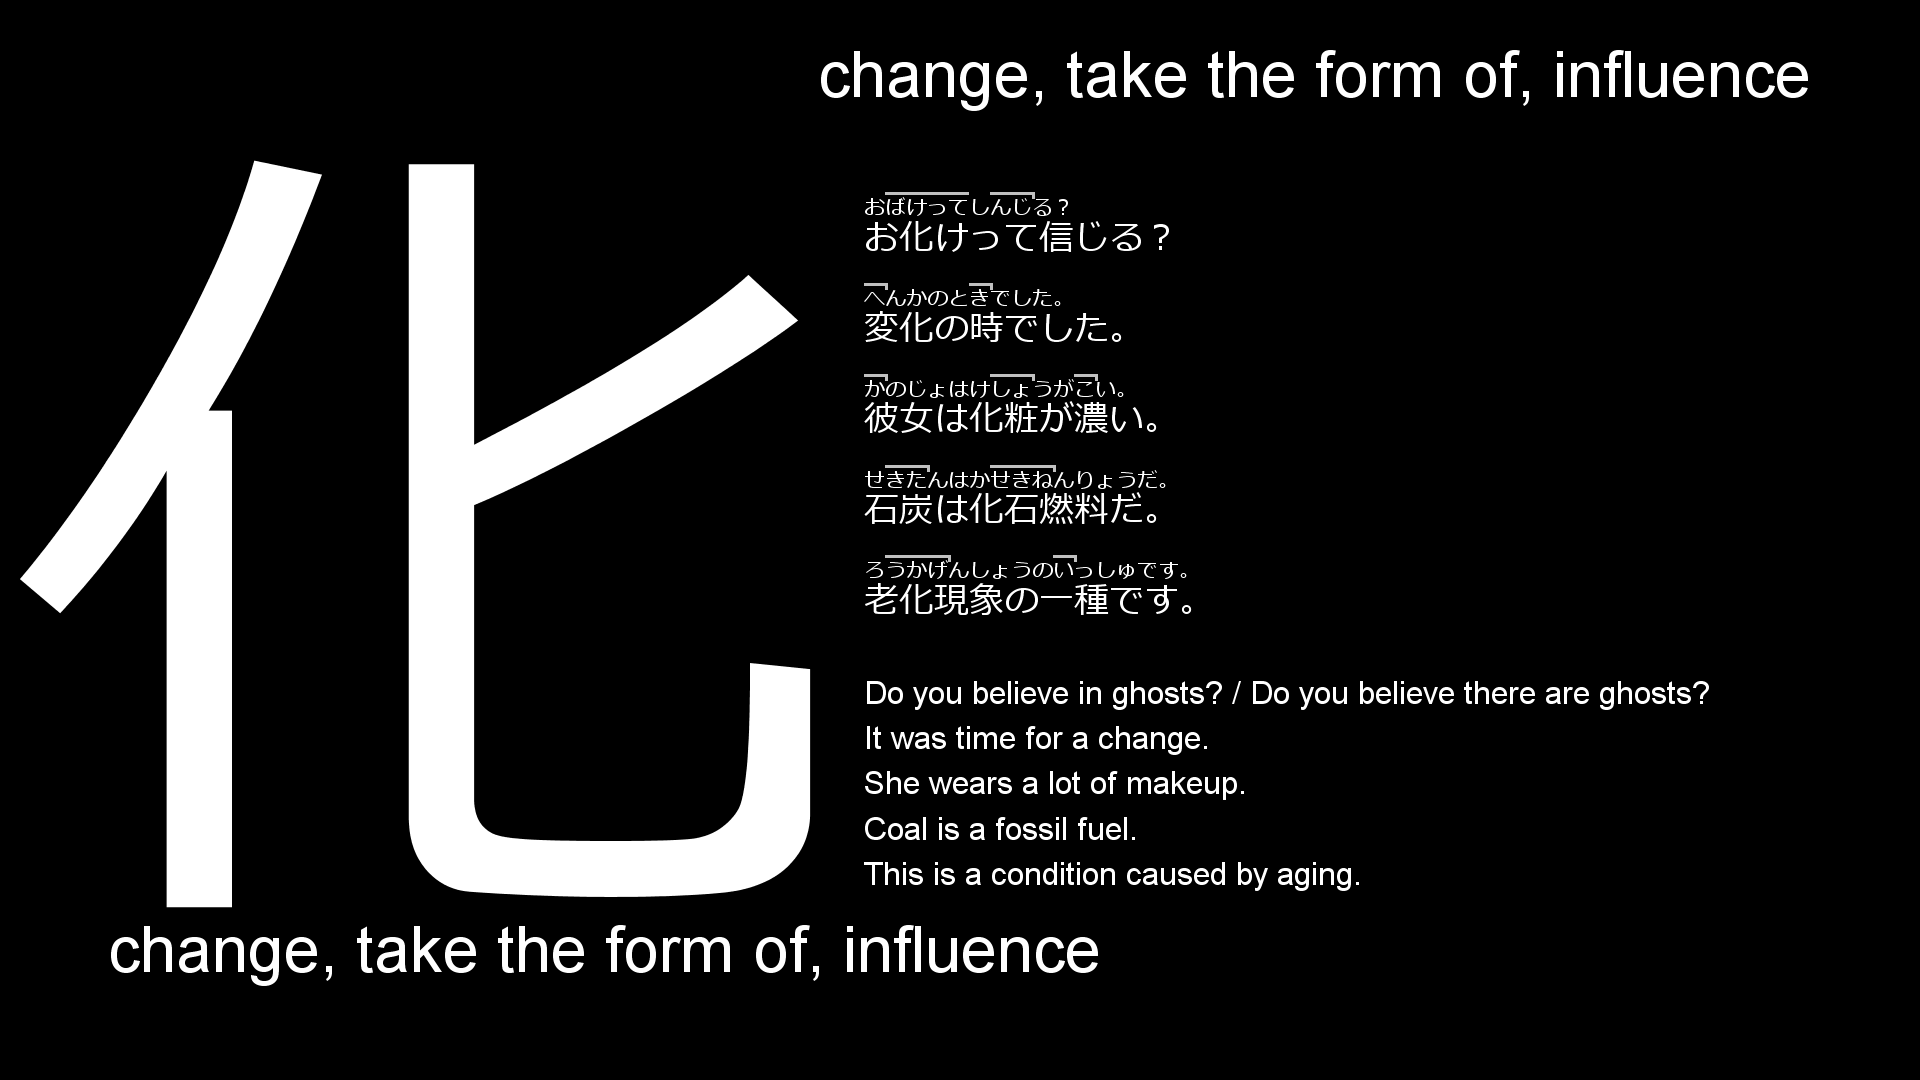 change, take the form of, influence
化
おばけってしんじる？
お化けって信じる？
へんかのときでした。
変化の時でした。
かのじょはけしょうがこい。
彼女は化粧が濃い。
せきたんはかせきねんりょうだ。
石炭は化石燃料だ。
ろうかげんしょうのいっしゅです。
老化現象の一種です。
Do you believe in ghosts? / Do you believe there are ghosts?
It was time for a change.
She wears a lot of makeup.
Coal is a fossil fuel.
This is a condition caused by aging.
change, take the form of, influence